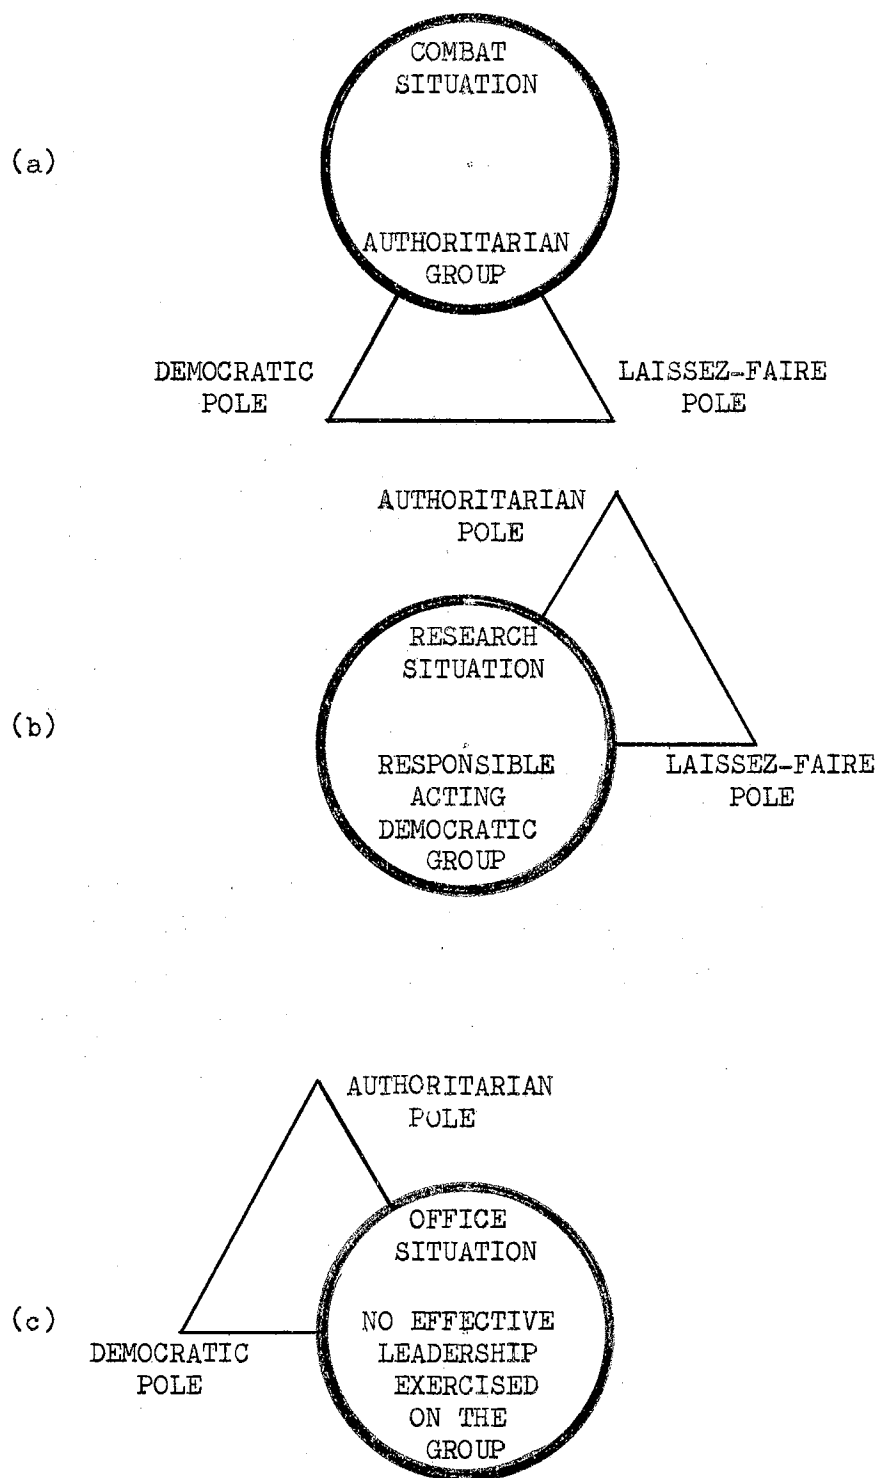 (a)
COMBAT
SITUATION
AUTHORITARIAN
GROUP
DEMOCRATIC
POLE
LAISSEZ-FAIRE
POLE
AUTHORITARIAN
POLE
(b)
RESEARCH
SITUATION
RESPONSIBLE
ACTING
DEMOCRATIC
GROUP
LAISSEZ-FAIRE
POLE
AUTHORITARIAN
POLE
(c)
OFFICE
SITUATION
NO EFFECTIVE
LEADERSHIP
EXERCISED
ON THE
GROUP
DEMOCRATIC
POLE